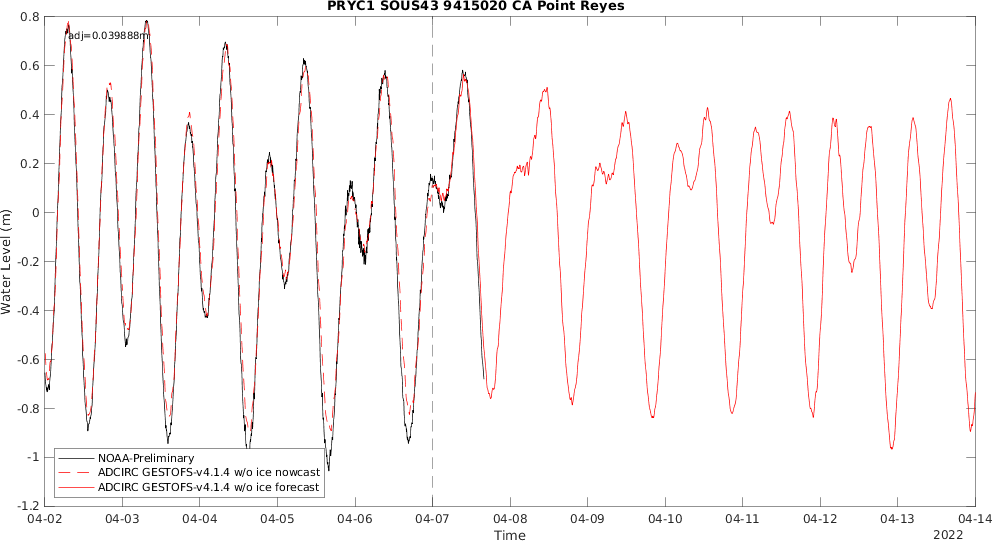 PRYC1 SOUS43 9415020 CA Point Reyes
0.8
adj=0.039888m
0.6
0.4
0.2
0
-0.2
-0.4
-0.6
-0.8
-1
-1.2
Water Level (m)
NOAA-Preliminary
ADCIRC GESTOFS-v4.1.4 w/o ice nowcast
ADCIRC GESTOFS-v4.1.4 w/o ice forecast
04-02 04-03 04-04 04-05 04-06 04-07 04-08 04-09 04-10 04-11 04-12 04-13 04-14
Time
2022